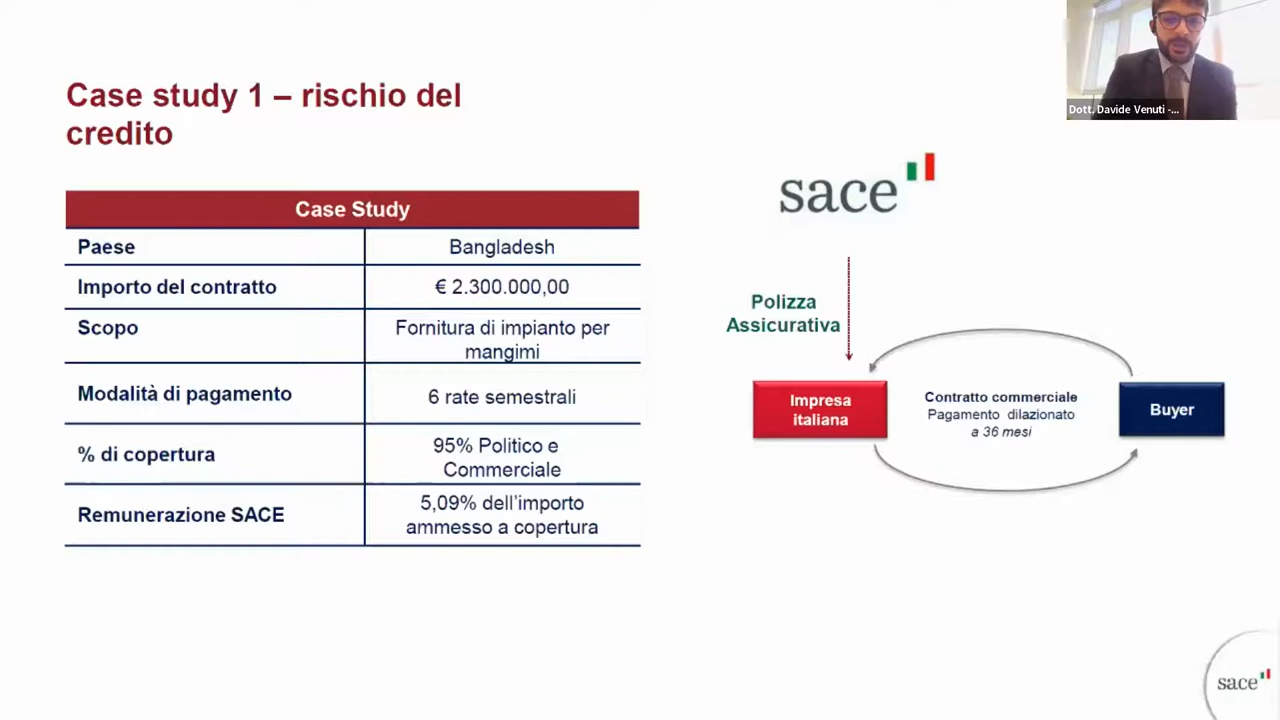 Case study 1 – rischio del
credito
Dott. Davide Venuti -...
sace
Case Study
Paese
Bangladesh
Importo del contratto
€ 2.300.000,00
Scopo
Fornitura di impianto per
mangimi
Modalità di pagamento
6 rate semestrali
% di copertura
95% Politico e
Commerciale
Remunerazione SACE
5,09% dell'importo
ammesso a copertura
Polizza
Assicurativa
Impresa
italiana
Contratto commerciale
Pagamento dilazionato
a 36 mesi
Buyer
sace